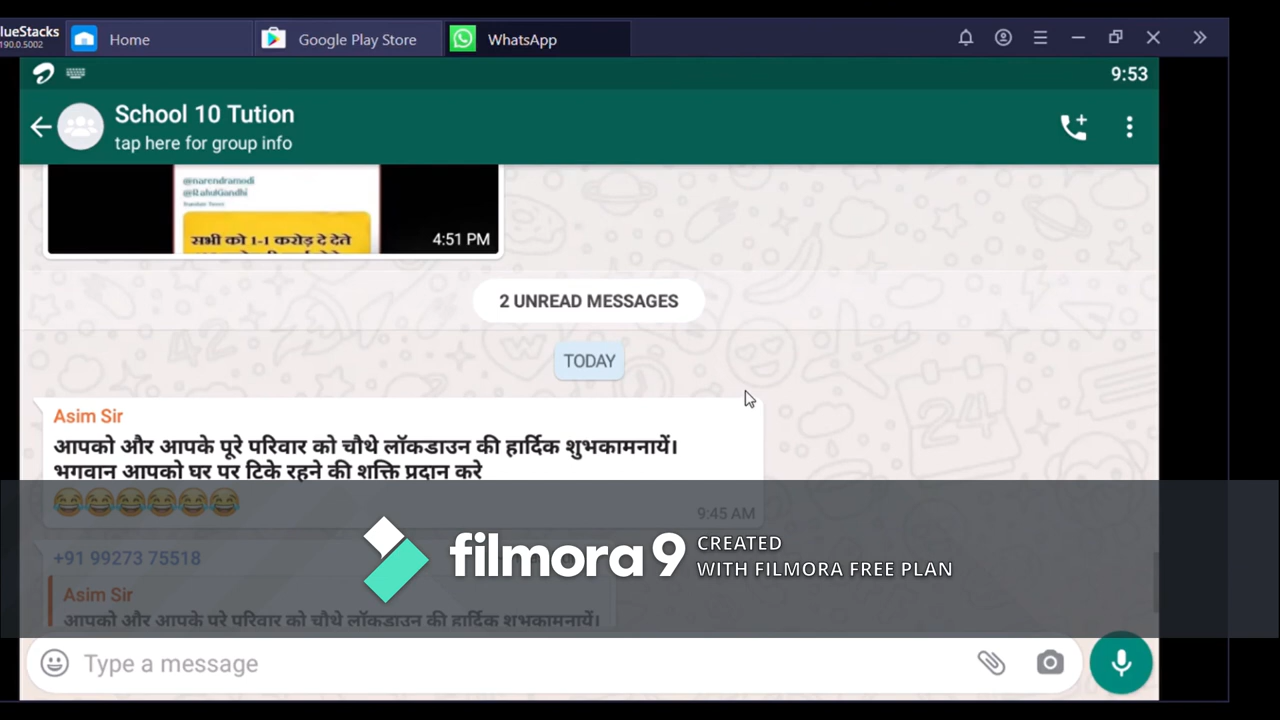 lueStacks
190.0.5002
Home
Google Play Store
WhatsApp
9:53
School 10 Tution
tap here for group info
@narendramodi
@RahulGandhi
सभी को 1-1 करोड़ दे देते
4:51 PM
2 UNREAD MESSAGES
TODAY
Asim Sir
आपको और आपके पूरे परिवार को चौथे लॉकडाउन की हार्दिक शुभकामनायें।
भगवान आपको घर पर टिके रहने की शक्ति प्रदान करे
😂😂😂😂😂😂
9:45 AM
+91 99273 75518
Asim Sir
आपको और आपके पूरे परिवार को चौथे लॉकडाउन की हार्दिक शुभकामनायें।
filmora9
CREATED
WITH FILMORA FREE PLAN
Type a message